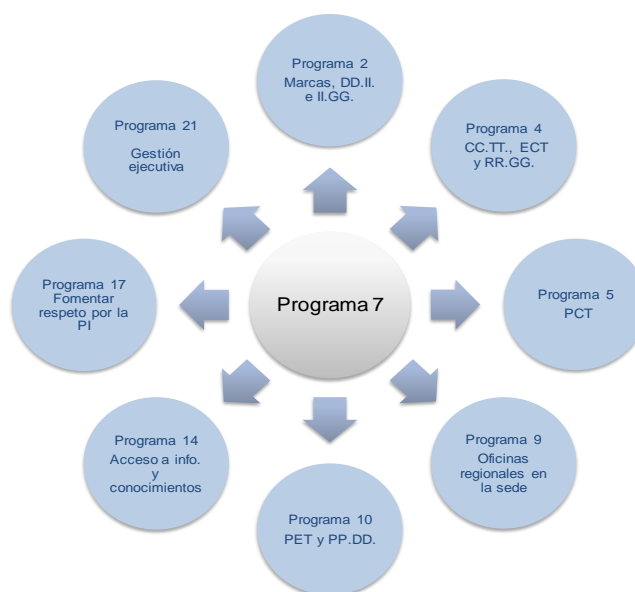 Programa 2
Marcas, DD.II.
e II.GG.
Programa 4
CC.TT., ECT
y RR.GG.
Programa 5
PCT
Programa 9
Oficinas
regionales en
la sede
Programa 10
PET y PP.DD.
Programa 14
Acceso a info.
y
conocimientos
Programa 17
Fomentar
respeto por la
PI
Programa 21
Gestión
ejecutiva
Programa 7